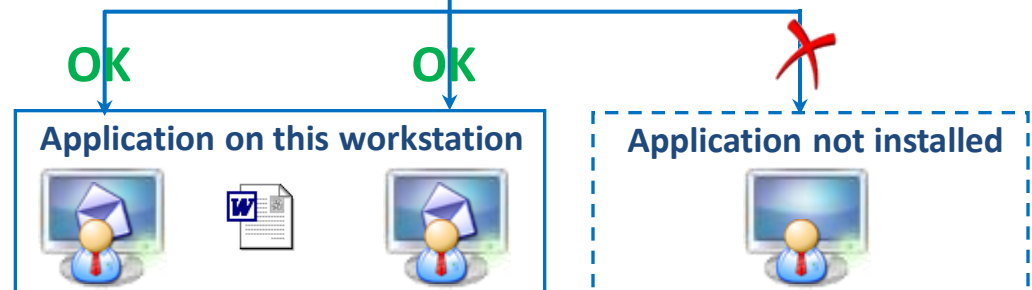 OK
OK
Application on this workstation
Application not installed
W